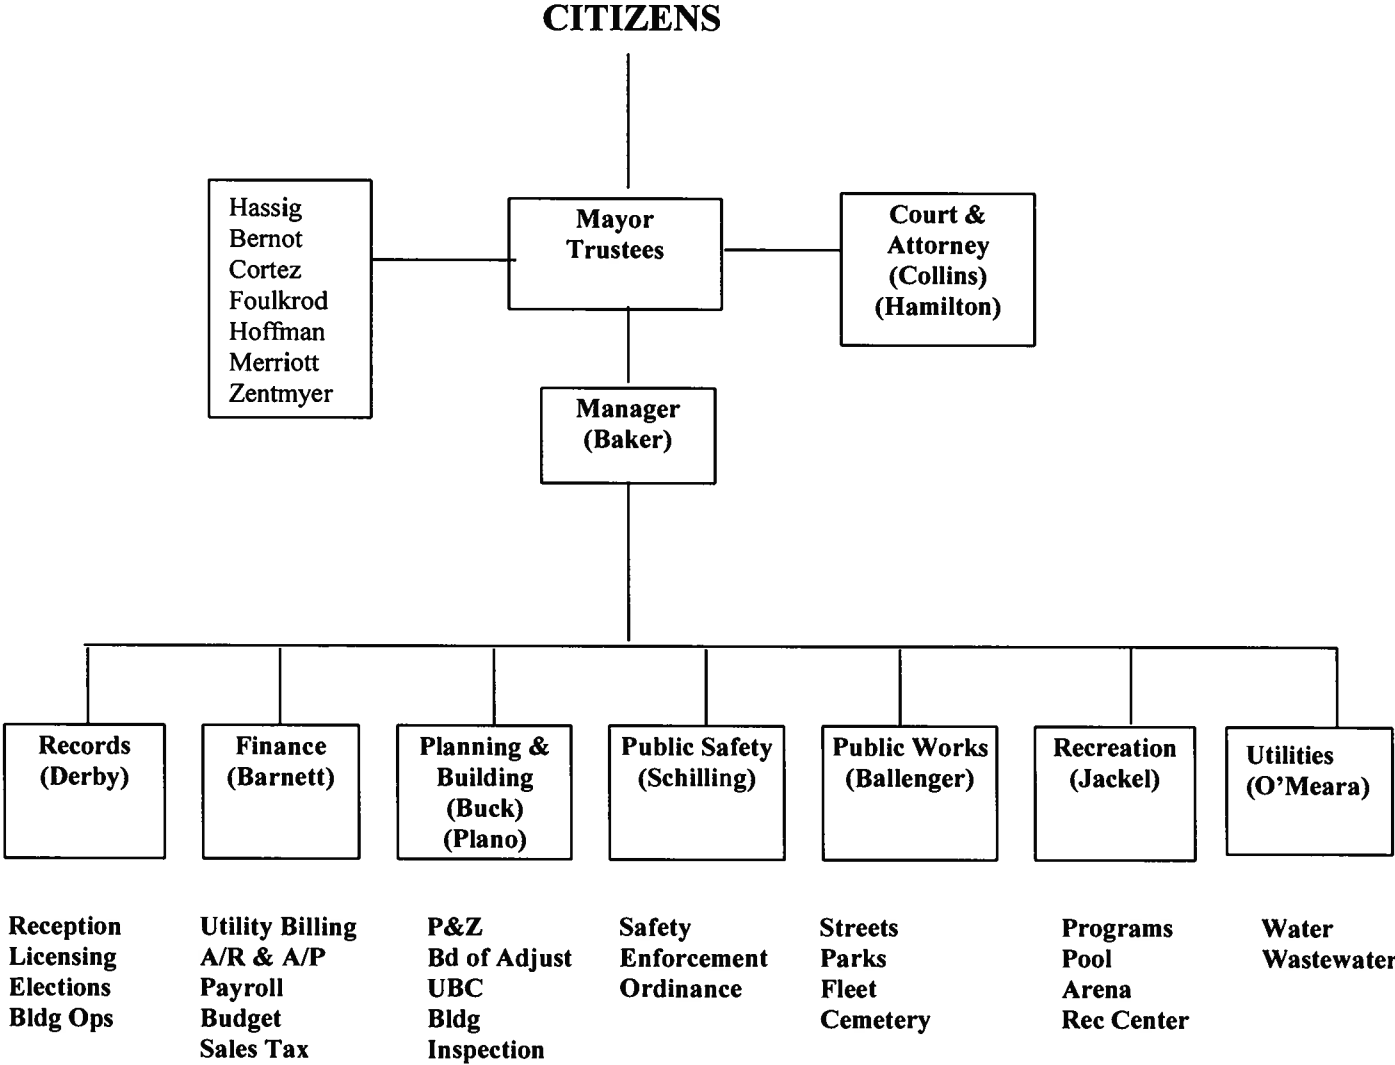 CITIZENS
Hassig
Bernot
Cortez
Foulkrod
Hoffman
Merriott
Zentmyer
Mayor
Trustees
Court &
Attorney
(Collins)
(Hamilton)
Manager
(Baker)
Records
(Derby)
Finance
(Barnett)
Planning &
Building
(Buck)
(Plano)
Public Safety
(Schilling)
Public Works
(Ballenger)
Recreation
(Jackel)
Utilities
(O'Meara)
Reception
Licensing
Elections
Bldg Ops
Utility Billing
A/R & A/P
Payroll
Budget
Sales Tax
P&Z
Bd of Adjust
UBC
Bldg
Inspection
Safety
Enforcement
Ordinance
Streets
Parks
Fleet
Cemetery
Programs
Pool
Arena
Rec Center
Water
Wastewater